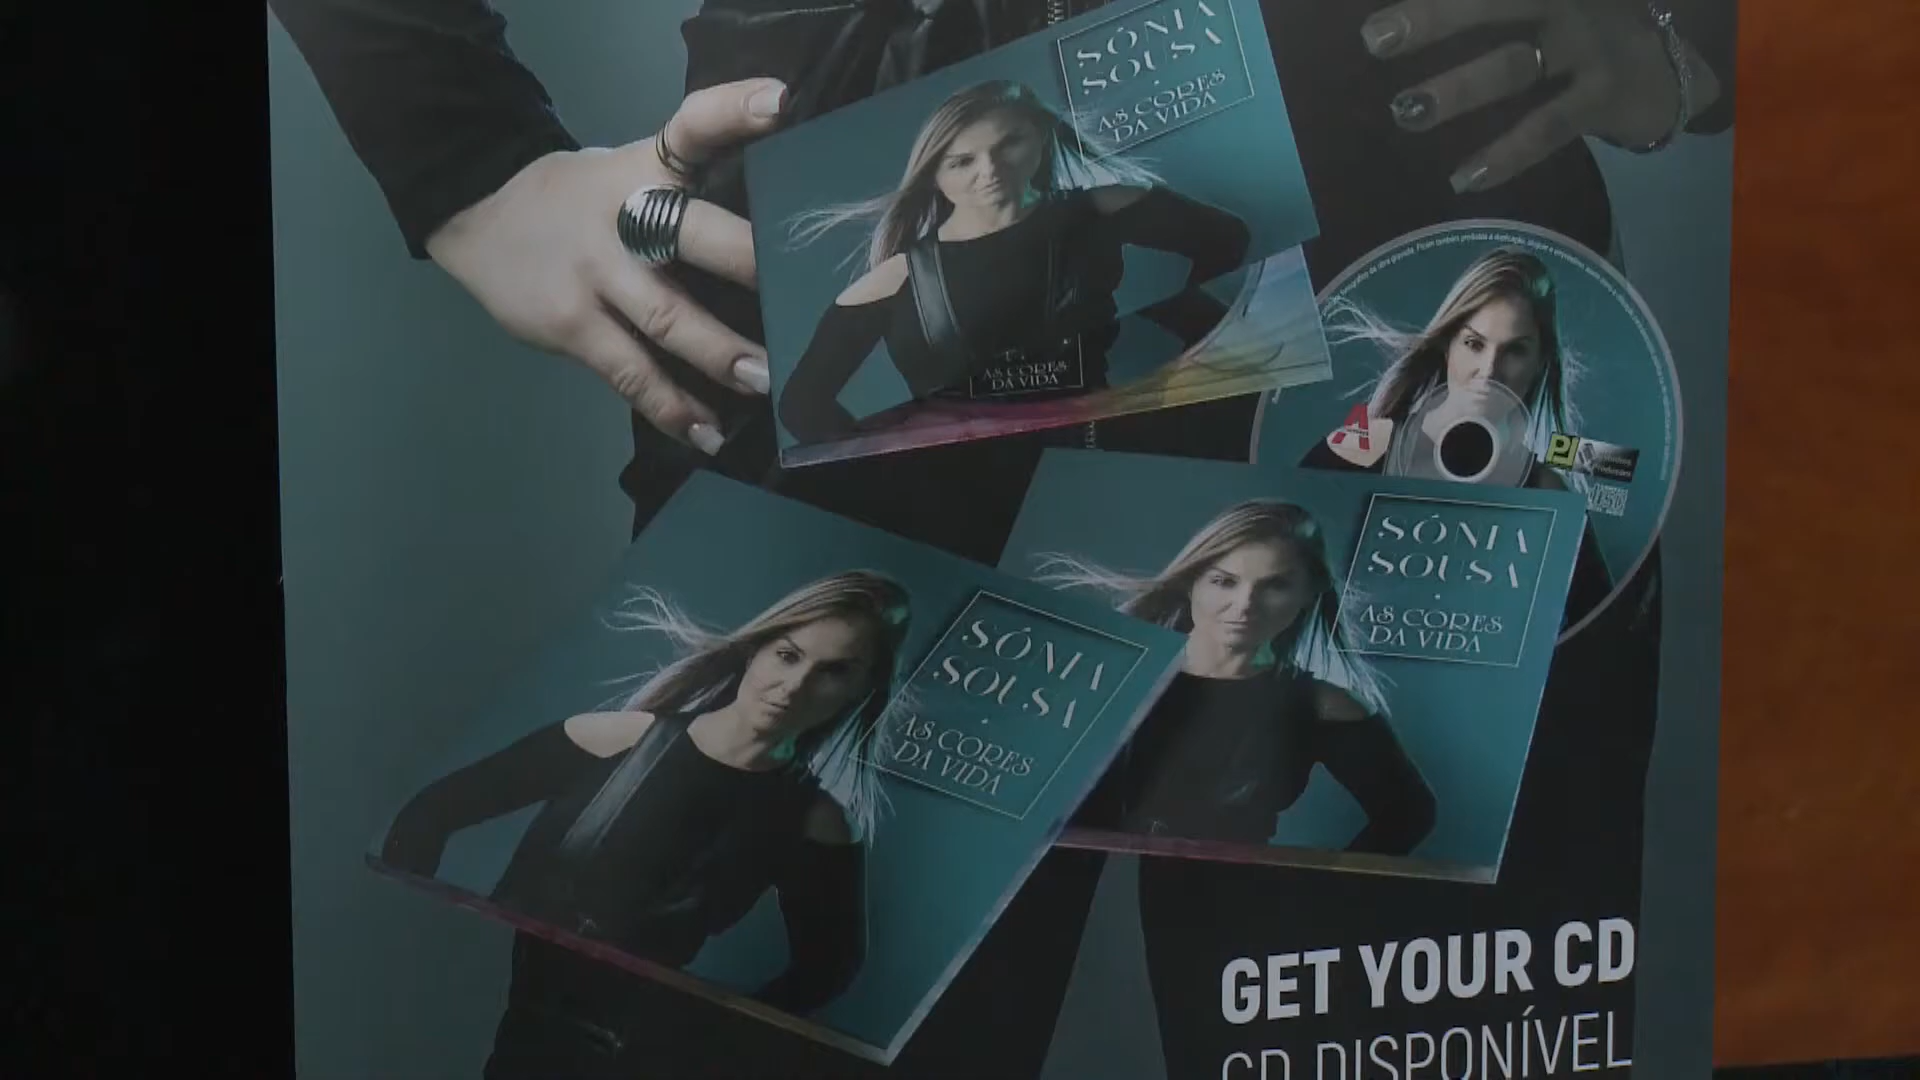 SÓNIA
SOUSA
AS CORES
DA VIDA
AS CORES
DA VIDA
A
PJ
SÓNIA
SOUSA
AS CORES
DA VIDA
SÓNIA
SOUSA
AS CORES
DA VIDA
GET YOUR CD
CD DISPONÍVEL